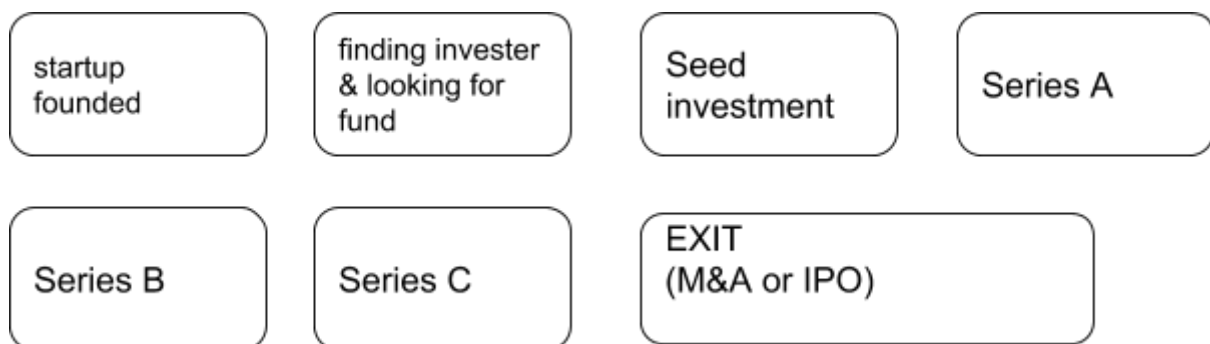 startup
founded
finding invester
& looking for
fund
Seed
investment
Series A
Series B
Series C
EXIT
(M&A or IPO)